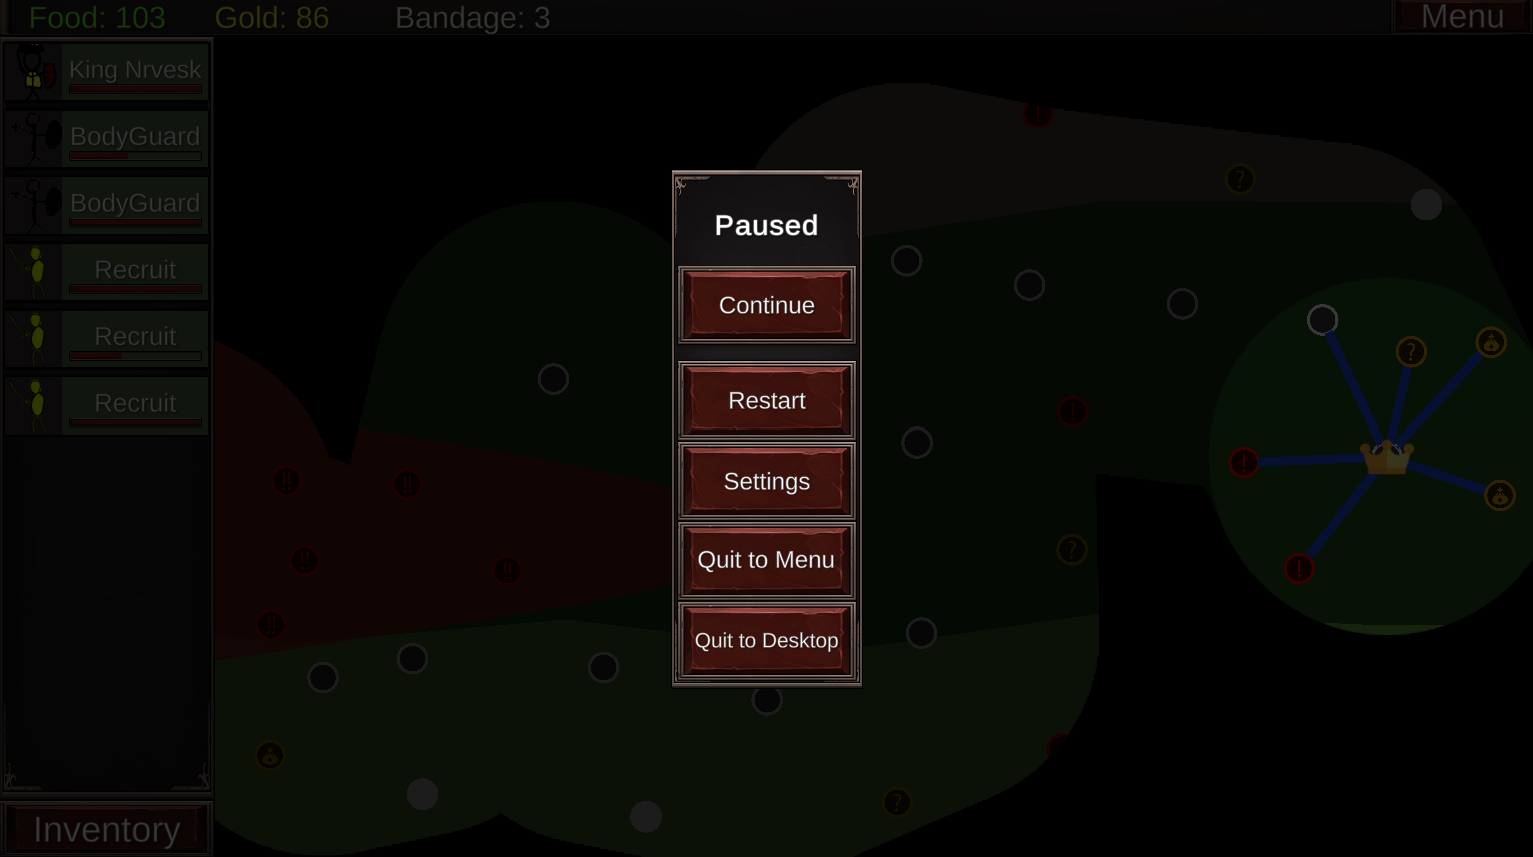 Food: 103 Gold: 86 Bandage: 3 Menu
King Nrvesk
BodyGuard
BodyGuard
Recruit
Recruit
Recruit
Inventory
Paused
Continue
Restart
Settings
Quit to Menu
Quit to Desktop